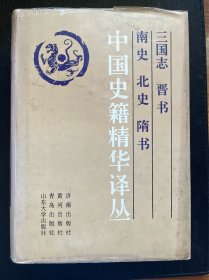 三国志 晋书
南史 北史 隋书
中国史籍精华译丛
济南出版社
黄河出版社
青岛出版社
山东大学出版社